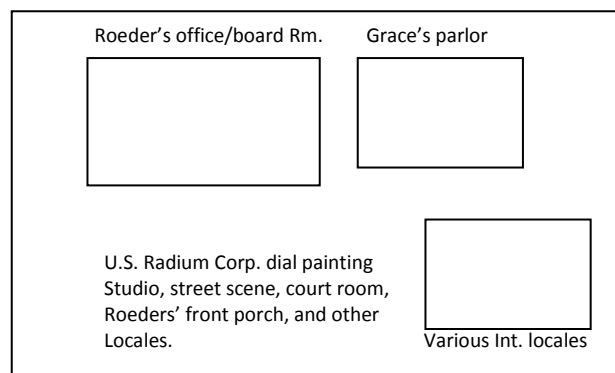 Roeder’s office/board Rm.
Grace’s parlor
U.S. Radium Corp. dial painting
Studio, street scene, court room,
Roeders’ front porch, and other
Locales.
Various Int. locales